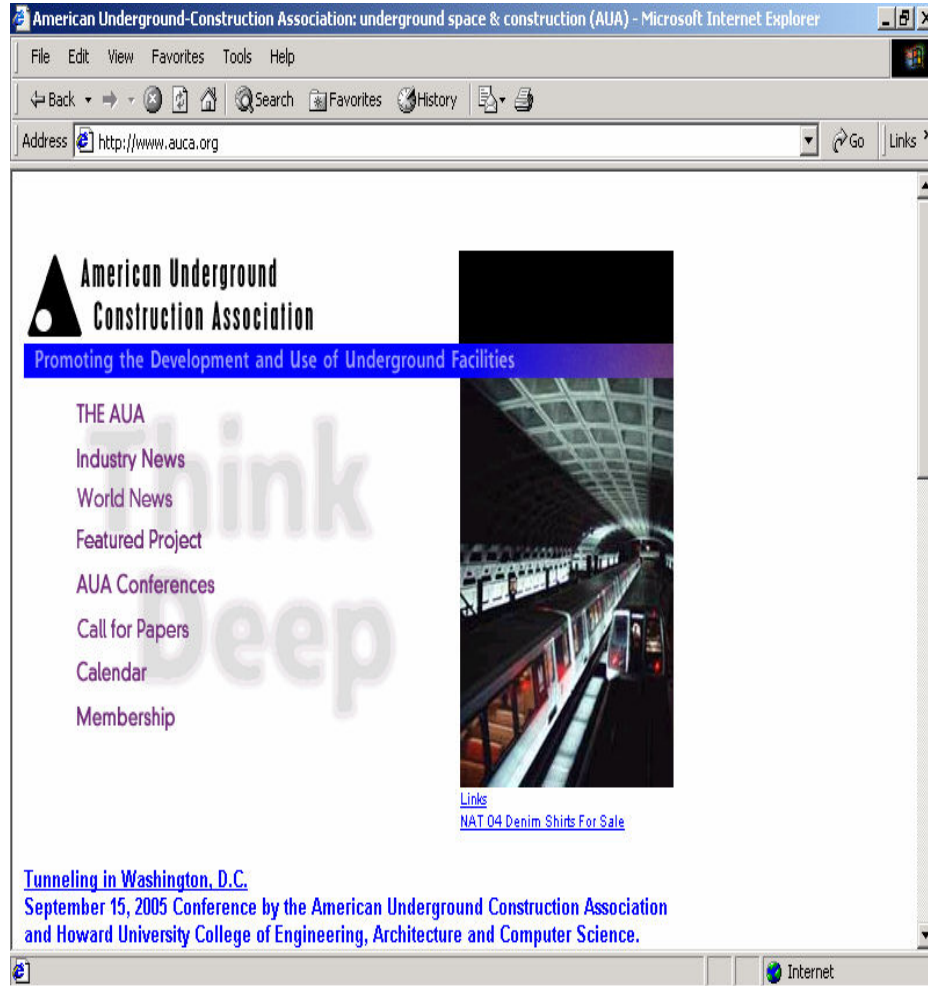 American Underground-Construction Association: underground space & construction (AUA) - Microsoft Internet Explorer
File Edit View Favorites Tools Help
Back Search Favorites History
Address http://www.auca.org Go Links
American Underground
Construction Association
Promoting the Development and Use of Underground Facilities
Think
Deep
THE AUA
Industry News
World News
Featured Project
AUA Conferences
Call for Papers
Calendar
Membership
Links
NAT 04 Denim Shirts For Sale
Tunneling in Washington, D.C.
September 15, 2005 Conference by the American Underground Construction Association
and Howard University College of Engineering, Architecture and Computer Science.
Internet